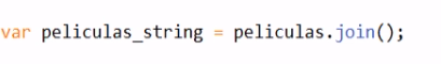 var peliculas_string = peliculas.join();